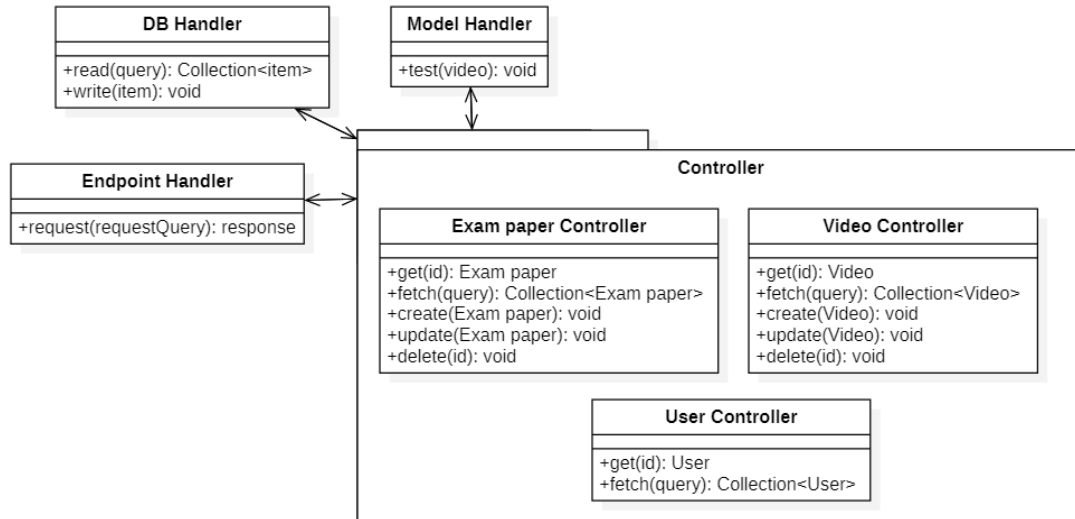 DB Handler
+read(query): Collection<item>
+write(item): void
Model Handler
+test(video): void
Endpoint Handler
+request(requestQuery): response
Controller
Exam paper Controller
+get(id): Exam paper
+fetch(query): Collection<Exam paper>
+create(Exam paper): void
+update(Exam paper): void
+delete(id): void
Video Controller
+get(id): Video
+fetch(query): Collection<Video>
+create(Video): void
+update(Video): void
+delete(id): void
User Controller
+get(id): User
+fetch(query): Collection<User>